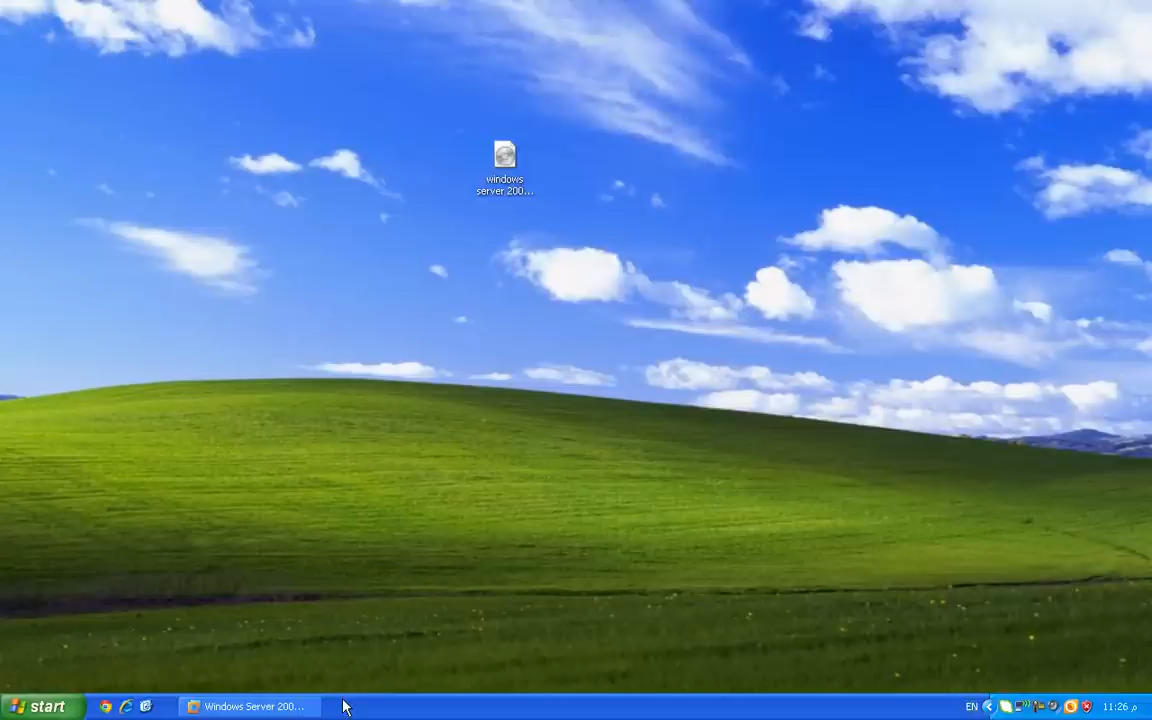 windows
server 200...
start
Windows Server 200...
EN
11:26 م